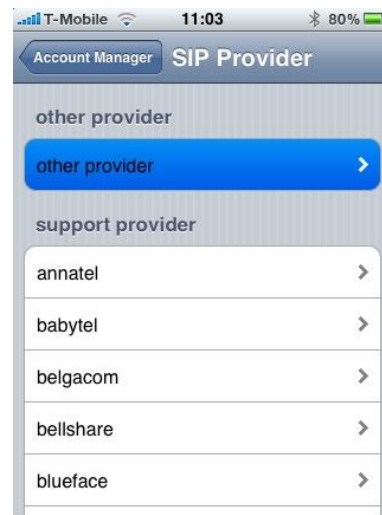 T-Mobile 11:03 80%
Account Manager SIP Provider
other provider
other provider
support provider
annatel
babytel
belgacom
bellshare
blueface